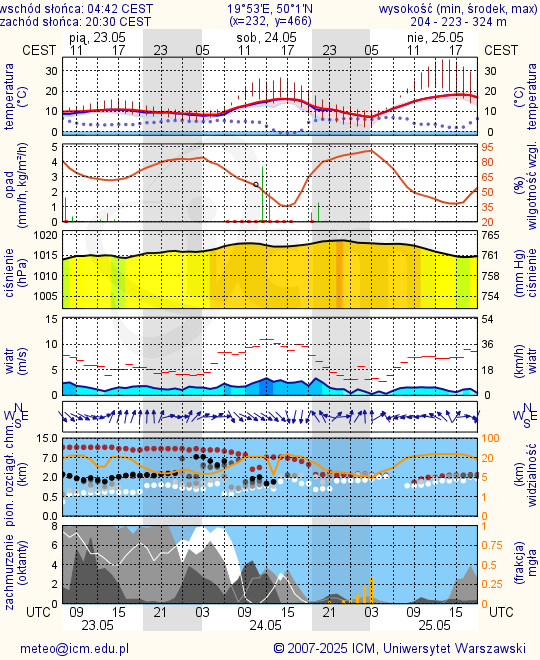 wschód słońca: 04:42 CEST 19°53'E, 50°1'N wysokość (min, środek, max)
zachód słońca: 20:30 CEST (x=232, y=466) 204 - 223 - 324 m
pią, 23.05 sob, 24.05 nie, 25.05
CEST 11 17 23 05 11 17 23 05 11 17 CEST
temperatura
(°C)
30
20
10
0
30
20
10
0
(°C)
temperatura
opad
(mm/h, kg/m²/h)
5
4
3
2
1
0
95
80
65
50
35
20
(%)
wilgotność wzgl.
ciśnienie
(hPa)
1020
1015
1010
1005
765
761
758
754
(mm Hg)
ciśnienie
wiatr
(m/s)
15
10
5
0
54
36
18
0
(km/h)
wiatr
N
W E
S
N
W E
S
pion. rozciągł. chm.
(km)
15.0
7.0
2.0
0.5
0.0
100
20
5
1
0
(km)
widzialność
zachmurzenie
(oktanty)
8
6
4
2
0
1
0.75
0.5
0.25
0
(frakcja)
mgła
UTC 09 15 21 03 09 15 21 03 09 15 UTC
23.05 24.05 25.05
meteo@icm.edu.pl © 2007-2025 ICM, Uniwersytet Warszawski